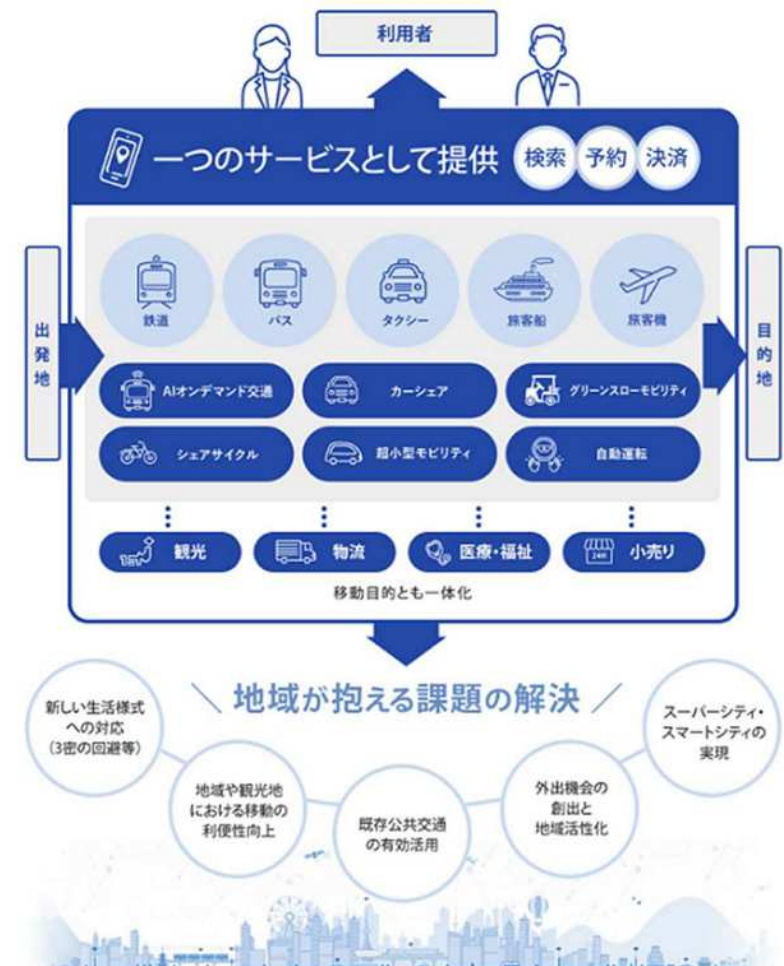 利用者
一つのサービスとして提供
検索
予約
決済
出発地
目的地
鉄道
バス
タクシー
旅客船
旅客機
AIオンデマンド交通
カーシェア
グリーンスローモビリティ
シェアサイクル
超小型モビリティ
自動運転
観光
物流
医療・福祉
24H
小売り
移動目的とも一体化
地域が抱える課題の解決
新しい生活様式
への対応
(3密の回避等)
地域や観光地
における移動の
利便性向上
既存公共交通
の有効活用
外出機会の
創出と
地域活性化
スーパーシティ・
スマートシティの
実現